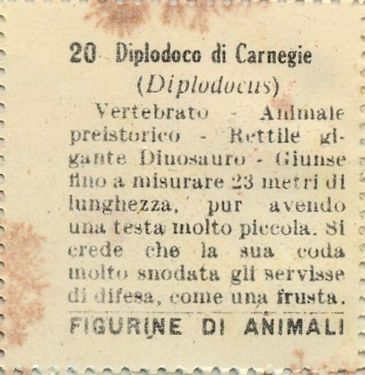 20 Diplodoco di Carnegie
(Diplodocus)
Vertebrato - Animale
preistorico - Rettile gi-
gante Dinosauro - Giunse
fino a misurare 23 metri di
lunghezza, pur avendo
una testa molto piccola. Si
crede che la sua coda
molto snodata gli servisse
di difesa, come una frusta.
FIGURINE DI ANIMALI